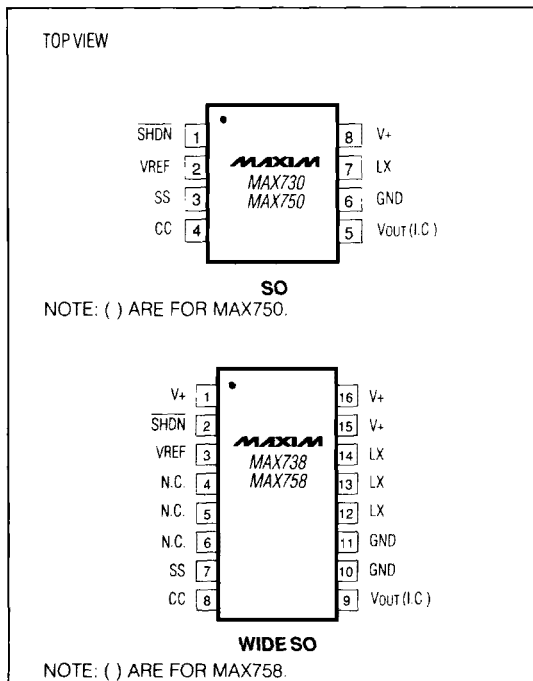 TOP VIEW
SHDN 1 8 V+
VREF 2 MAXIM 7 LX
SS 3 MAX730 6 GND
CC 4 MAX750 5 VOUT (I.C )
SO
NOTE: ( ) ARE FOR MAX750.
V+ 1 16 V+
SHDN 2 15 V+
VREF 3 MAXIM 14 LX
N.C. 4 MAX738 13 LX
N.C. 5 MAX758 12 LX
N.C. 6 11 GND
SS 7 10 GND
CC 8 9 VOUT (I.C )
WIDE SO
NOTE: ( ) ARE FOR MAX758.